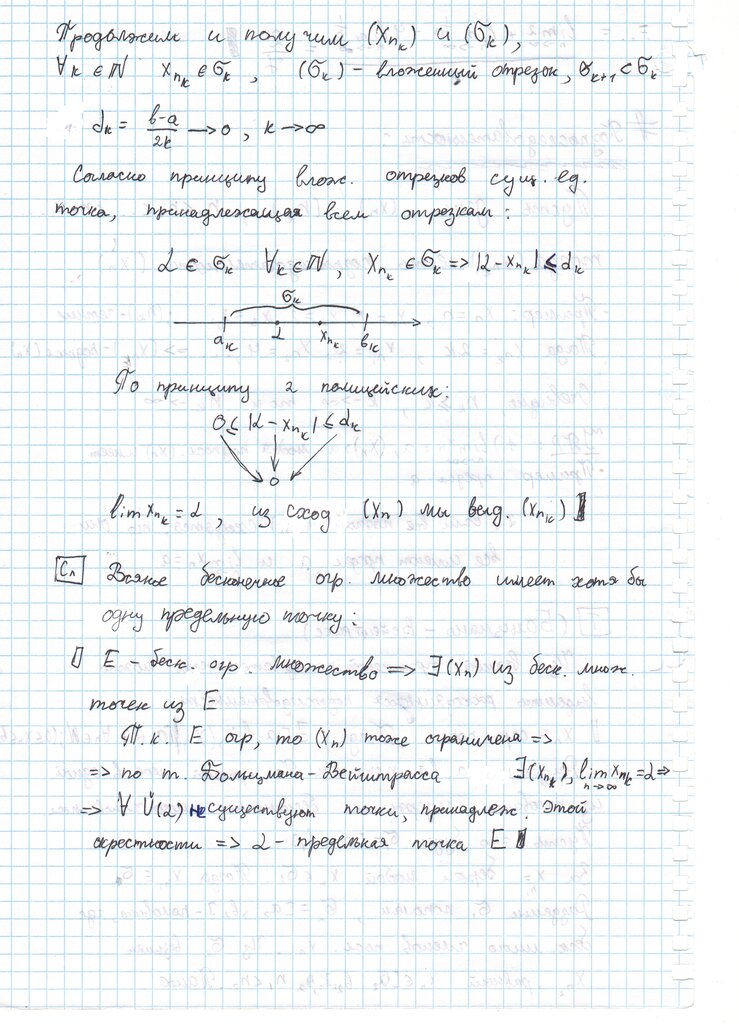 Продолжим и получим (x_{n_k}) и (σ_k),
∀k ∈ ℕ x_{n_k} ∈ σ_k, (σ_k) – вложенный отрезок, σ_{k+1} ⊂ σ_k
d_k = \frac{b-a}{2k} → 0, k → ∞
Согласно принципу влож. отрезков сущ. ед.
точка, принадлежащая всем отрезкам:
α ∈ σ_k ∀k ∈ ℕ, x_{n_k} ∈ σ_k => |α - x_{n_k}| ≤ d_k
σ_k
a_k α x_{n_k} b_k
По принципу 2 полицейских:
0 ≤ |α - x_{n_k}| ≤ d_k
0
lim x_{n_k} = α, из сход (x_n) мы выд. (x_{n_k})
Сл Всякое бесконечное огр. множество имеет хотя бы
одну предельную точку:
E – беск. огр. множество => ∃(x_n) из беск. множ.
точек из E
Т.к. E огр, то (x_n) тоже ограничена =>
=> по т. Больцмана-Вейштрасса ∃(x_{n_k}), lim_{n→∞} x_{n_k} = α =>
=> ∀ Ů(α) не существуют точки, принадлеж. этой
окрестности => α – предельная точка E